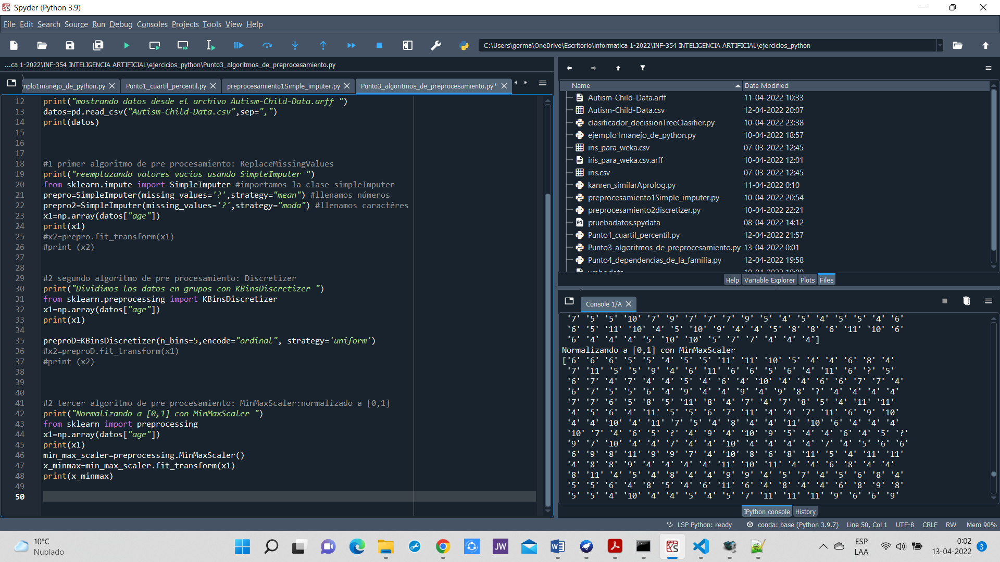 Spyder (Python 3.9)
File Edit Search Source Run Debug Consoles Projects Tools View Help
C:\Users\germa\OneDrive\Escritorio\informatica 1-2022\INF-354 INTELIGENCIA ARTIFICIAL\ejercicios_python
...ca 1-2022\INF-354 INTELIGENCIA ARTIFICIAL\ejercicios_python\Punto3_algoritmos_de_preprocesamiento.py
mplo1manejo_de_python.py Punto1_cuartil_percentil.py preprocesamiento1Simple_imputer.py Punto3_algoritmos_de_preprocesamiento.py*
12 print("mostrando datos desde el archivo Autism-Child-Data.arff ")
13 datos=pd.read_csv("Autism-Child-Data.csv",sep=",")
14 print(datos)
15
16
17
18 #1 primer algoritmo de pre procesamiento: ReplaceMissingValues
19 print("reemplazando valores vacíos usando SimpleImputer ")
20 from sklearn.impute import SimpleImputer #importamos la clase simpleImputer
21 prepro=SimpleImputer(missing_values='?',strategy="mean") #llenamos números
22 prepro2=SimpleImputer(missing_values='?',strategy="moda") #llenamos caractéres
23 x1=np.array(datos["age"])
24 print(x1)
25 #x2=prepro.fit_transform(x1)
26 #print (x2)
27
28
29 #2 segundo algoritmo de pre procesamiento: Discretizer
30 print("Dividimos los datos en grupos con KBinsDiscretizer ")
31 from sklearn.preprocessing import KBinsDiscretizer
32 x1=np.array(datos["age"])
33 print(x1)
34
35 preproD=KBinsDiscretizer(n_bins=5,encode="ordinal", strategy='uniform')
36 #x2=preproD.fit_transform(x1)
37 #print (x2)
38
39
40
41 #2 tercer algoritmo de pre procesamiento: MinMaxScaler:normalizado a [0,1]
42 print("Normalizando a [0,1] con MinMaxScaler ")
43 from sklearn import preprocessing
44 x1=np.array(datos["age"])
45 print(x1)
46 min_max_scaler=preprocessing.MinMaxScaler()
47 x_minmax=min_max_scaler.fit_transform(x1)
48 print(x_minmax)
49
50
Name Date Modified
Autism-Child-Data.arff 11-04-2022 10:33
Autism-Child-Data.csv 12-04-2022 20:07
clasificador_decissionTreeClasifier.py 10-04-2022 23:38
ejemplo1manejo_de_python.py 10-04-2022 18:57
iris_para_weka.csv 07-03-2022 12:45
iris_para_weka.csv.arff 10-04-2022 12:01
iris.csv 07-03-2022 12:45
kanren_similarAprolog.py 11-04-2022 0:10
preprocesamiento1Simple_imputer.py 10-04-2022 20:54
preprocesamiento2discretizer.py 10-04-2022 22:21
pruebadatos.spydata 08-04-2022 14:12
Punto1_cuartil_percentil.py 12-04-2022 21:57
Punto3_algoritmos_de_preprocesamiento.py 13-04-2022 0:01
Punto4_dependencias_de_la_familia.py 12-04-2022 19:58
Help Variable Explorer Plots Files
Console 1/A
'7' '5' '5' '10' '7' '9' '7' '7' '7' '9' '5' '4' '5' '4' '5' '5' '4' '6'
'6' '5' '11' '10' '4' '5' '10' '9' '4' '4' '5' '8' '8' '6' '11' '10' '6'
'6' '4' '4' '4' '5' '10' '10' '5' '7' '7' '4' '4' '4']
Normalizando a [0,1] con MinMaxScaler
['6' '6' '6' '5' '5' '4' '5' '5' '11' '11' '10' '5' '4' '4' '6' '8' '4'
'7' '11' '5' '5' '9' '4' '6' '11' '6' '6' '5' '6' '4' '11' '6' '?' '5'
'6' '7' '4' '7' '4' '4' '5' '4' '6' '4' '10' '4' '4' '6' '6' '7' '7' '4'
'6' '7' '5' '5' '6' '4' '9' '4' '4' '9' '4' '9' '8' '?' '4' '4' '4' '4'
'7' '7' '6' '5' '8' '5' '11' '8' '4' '7' '4' '7' '8' '5' '4' '11' '11'
'4' '5' '6' '4' '11' '5' '5' '6' '7' '11' '4' '4' '7' '11' '6' '9' '10'
'4' '4' '10' '4' '11' '7' '5' '4' '8' '4' '4' '11' '10' '6' '4' '4' '4'
'10' '7' '4' '6' '5' '?' '4' '9' '4' '10' '9' '5' '4' '4' '6' '4' '5' '?'
'9' '7' '10' '4' '4' '7' '4' '4' '10' '4' '4' '4' '4' '7' '4' '5' '6' '6'
'6' '9' '8' '11' '9' '9' '7' '4' '10' '8' '6' '8' '11' '5' '4' '11' '11'
'4' '8' '8' '9' '4' '4' '4' '4' '11' '10' '11' '4' '4' '6' '8' '4' '4'
'8' '11' '4' '5' '4' '8' '4' '4' '9' '9' '4' '5' '7' '4' '5' '6' '8' '4'
'5' '5' '6' '4' '8' '5' '4' '6' '11' '6' '4' '8' '4' '4' '6' '8' '9' '8'
'5' '5' '4' '10' '4' '4' '5' '4' '5' '7' '11' '11' '11' '9' '6' '6' '9'
IPython console History
LSP Python: ready conda: base (Python 3.9.7) Line 50, Col 1 UTF-8 CRLF RW Mem 90%
10°C
Nublado
JW
ESP
LAA
0:02
13-04-2022
3